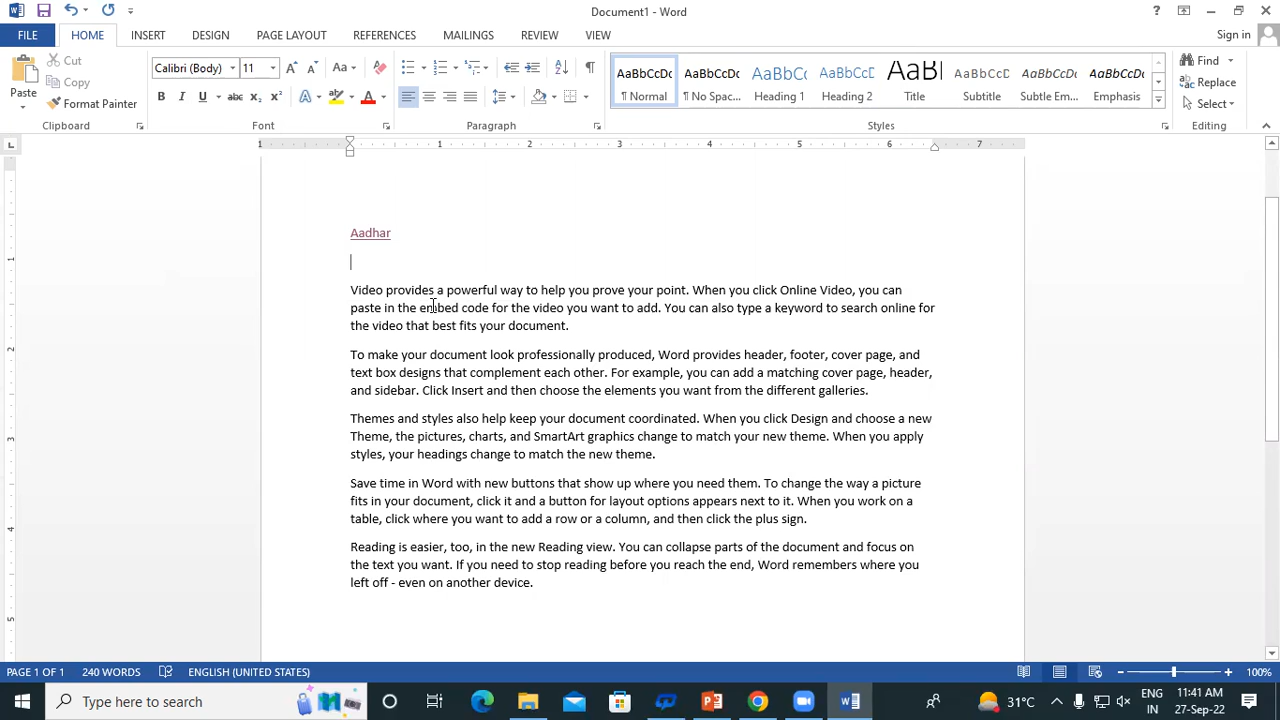 Document1 - Word
?
FILE HOME INSERT DESIGN PAGE LAYOUT REFERENCES MAILINGS REVIEW VIEW Sign in
Paste
Cut
Copy
Format Painter
Clipboard
Calibri (Body) 11
Font
Paragraph
AaBbCcDc AaBbCcDc AaBbCc AaBbCcD AaBl AaBbCcD AaBbCcDc AaBbCcDc
¶ Normal ¶ No Spac... Heading 1 Heading 2 Title Subtitle Subtle Em... Emphasis
Styles
Find
Replace
Select
Editing
1 1 2 3 4 5 6 7
Aadhar
Video provides a powerful way to help you prove your point. When you click Online Video, you can
paste in the embed code for the video you want to add. You can also type a keyword to search online for
the video that best fits your document.
To make your document look professionally produced, Word provides header, footer, cover page, and
text box designs that complement each other. For example, you can add a matching cover page, header,
and sidebar. Click Insert and then choose the elements you want from the different galleries.
Themes and styles also help keep your document coordinated. When you click Design and choose a new
Theme, the pictures, charts, and SmartArt graphics change to match your new theme. When you apply
styles, your headings change to match the new theme.
Save time in Word with new buttons that show up where you need them. To change the way a picture
fits in your document, click it and a button for layout options appears next to it. When you work on a
table, click where you want to add a row or a column, and then click the plus sign.
Reading is easier, too, in the new Reading view. You can collapse parts of the document and focus on
the text you want. If you need to stop reading before you reach the end, Word remembers where you
left off - even on another device.
PAGE 1 OF 1 240 WORDS ENGLISH (UNITED STATES) 100%
Type here to search
31°C
ENG
IN
11:41 AM
27-Sep-22